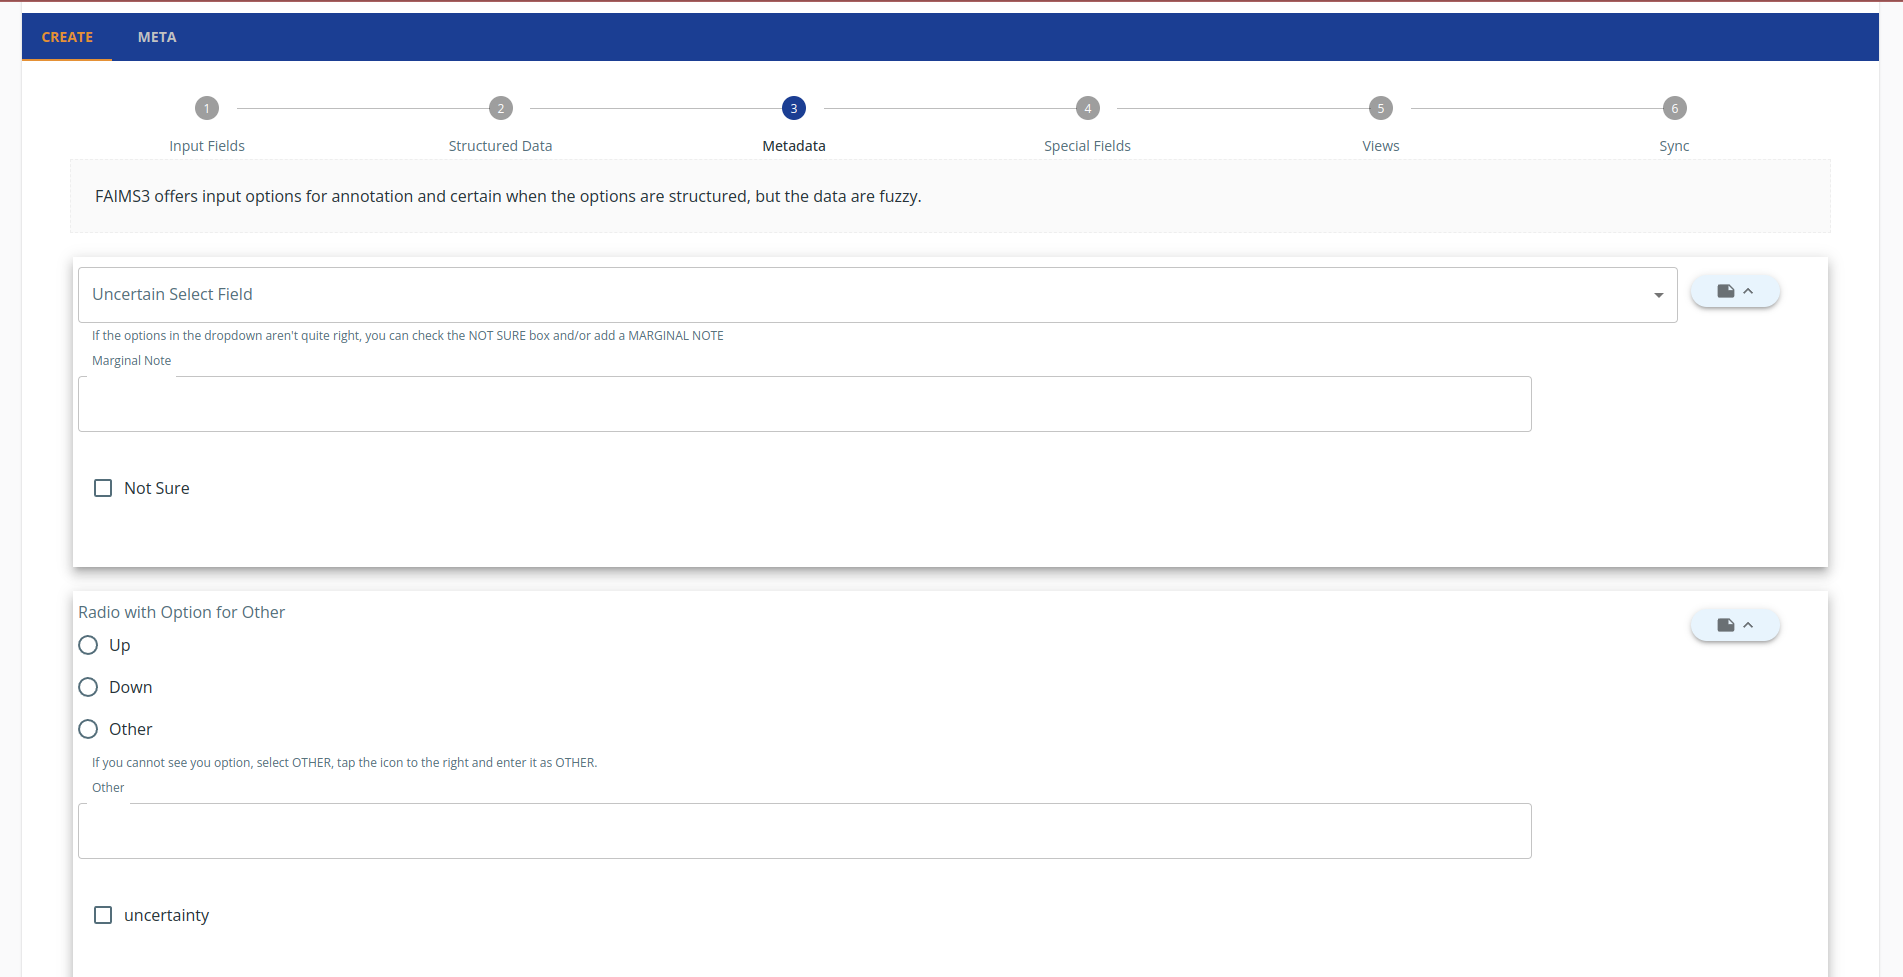 CREATE META
1 2 3 4 5 6
Input Fields Structured Data Metadata Special Fields Views Sync
FAIMS3 offers input options for annotation and certain when the options are structured, but the data are fuzzy.
Uncertain Select Field
If the options in the dropdown aren't quite right, you can check the NOT SURE box and/or add a MARGINAL NOTE
Marginal Note
Not Sure
Radio with Option for Other
Up
Down
Other
If you cannot see you option, select OTHER, tap the icon to the right and enter it as OTHER.
Other
uncertainty